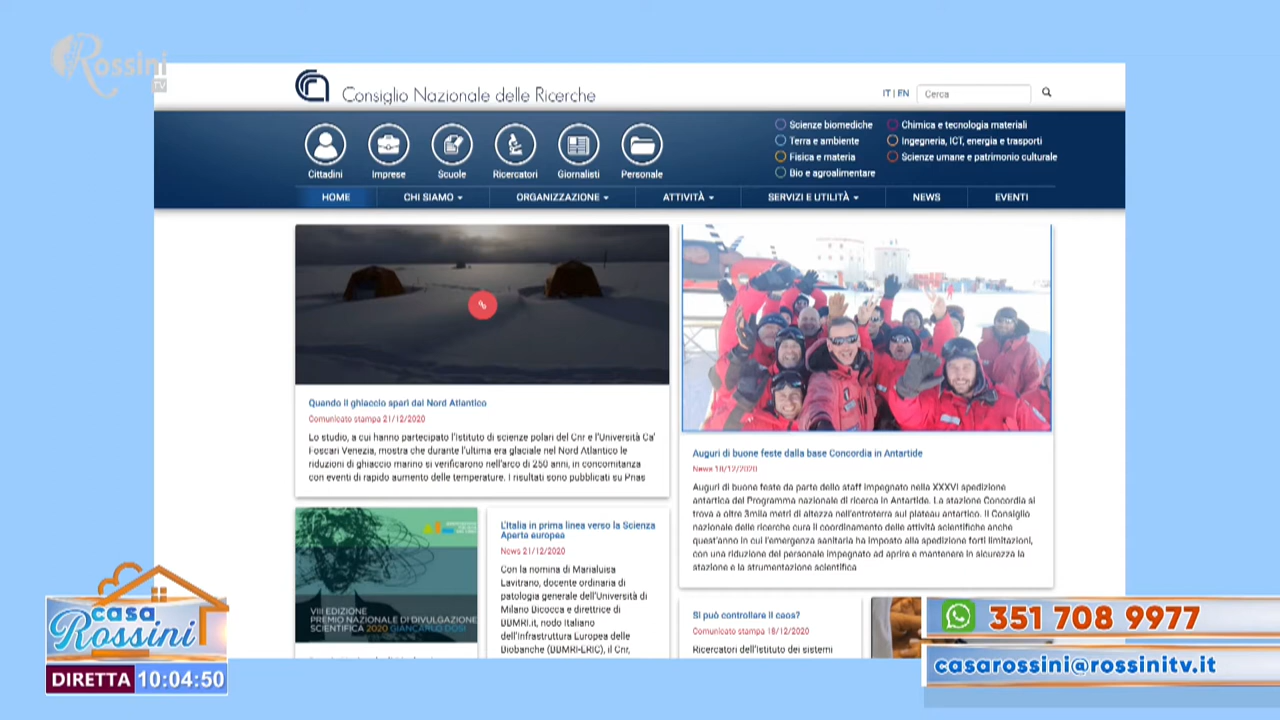 Rossini
TV
Consiglio Nazionale delle Ricerche
IT | EN
Cerca
Cittadini
Imprese
Scuole
Ricercatori
Giornalisti
Personale
Scienze biomediche
Terra e ambiente
Fisica e materia
Bio e agroalimentare
Chimica e tecnologia materiali
Ingegneria, ICT, energia e trasporti
Scienze umane e patrimonio culturale
HOME
CHI SIAMO
ORGANIZZAZIONE
ATTIVITÀ
SERVIZI E UTILITÀ
NEWS
EVENTI
Quando il ghiaccio sparì dal Nord Atlantico
Comunicato stampa 21/12/2020
Lo studio, a cui hanno partecipato l'Istituto di scienze polari del Cnr e l'Università Ca'
Foscari Venezia, mostra che durante l'ultima era glaciale nel Nord Atlantico le
riduzioni di ghiaccio marino si verificarono nell'arco di 250 anni, in concomitanza
con eventi di rapido aumento delle temperature. I risultati sono pubblicati su Pnas
Auguri di buone feste dalla base Concordia in Antartide
News 18/12/2020
Auguri di buone feste da parte dello staff impegnato nella XXXVI spedizione
antartica del Programma nazionale di ricerca in Antartide. La stazione Concordia si
trova a oltre 3mila metri di altezza nell'entroterra sul plateau antartico. Il Consiglio
nazionale delle ricerche cura il coordinamento delle attività scientifiche anche
quest'anno in cui l'emergenza sanitaria ha imposto alla spedizione forti limitazioni,
con una riduzione del personale impegnato ad aprire e mantenere in sicurezza la
stazione e la strumentazione scientifica
VIII EDIZIONE
PREMIO NAZIONALE DI DIVULGAZIONE
SCIENTIFICA 2020 GIANCARLO DOSI
L'Italia in prima linea verso la Scienza
Aperta europea
News 21/12/2020
Con la nomina di Marialuisa
Lavitrano, docente ordinaria di
patologia generale dell'Università di
Milano Bicocca e direttrice di
BBMRI.it, nodo Italiano
dell'Infrastruttura Europea delle
Biobanche (BBMRI-ERIC), il Cnr,
Si può controllare il caos?
Comunicato stampa 18/12/2020
Ricercatori dell'Istituto dei sistemi
casa
Rossini
DIRETTA 10:04:50
351 708 9977
casarossini@rossinitv.it